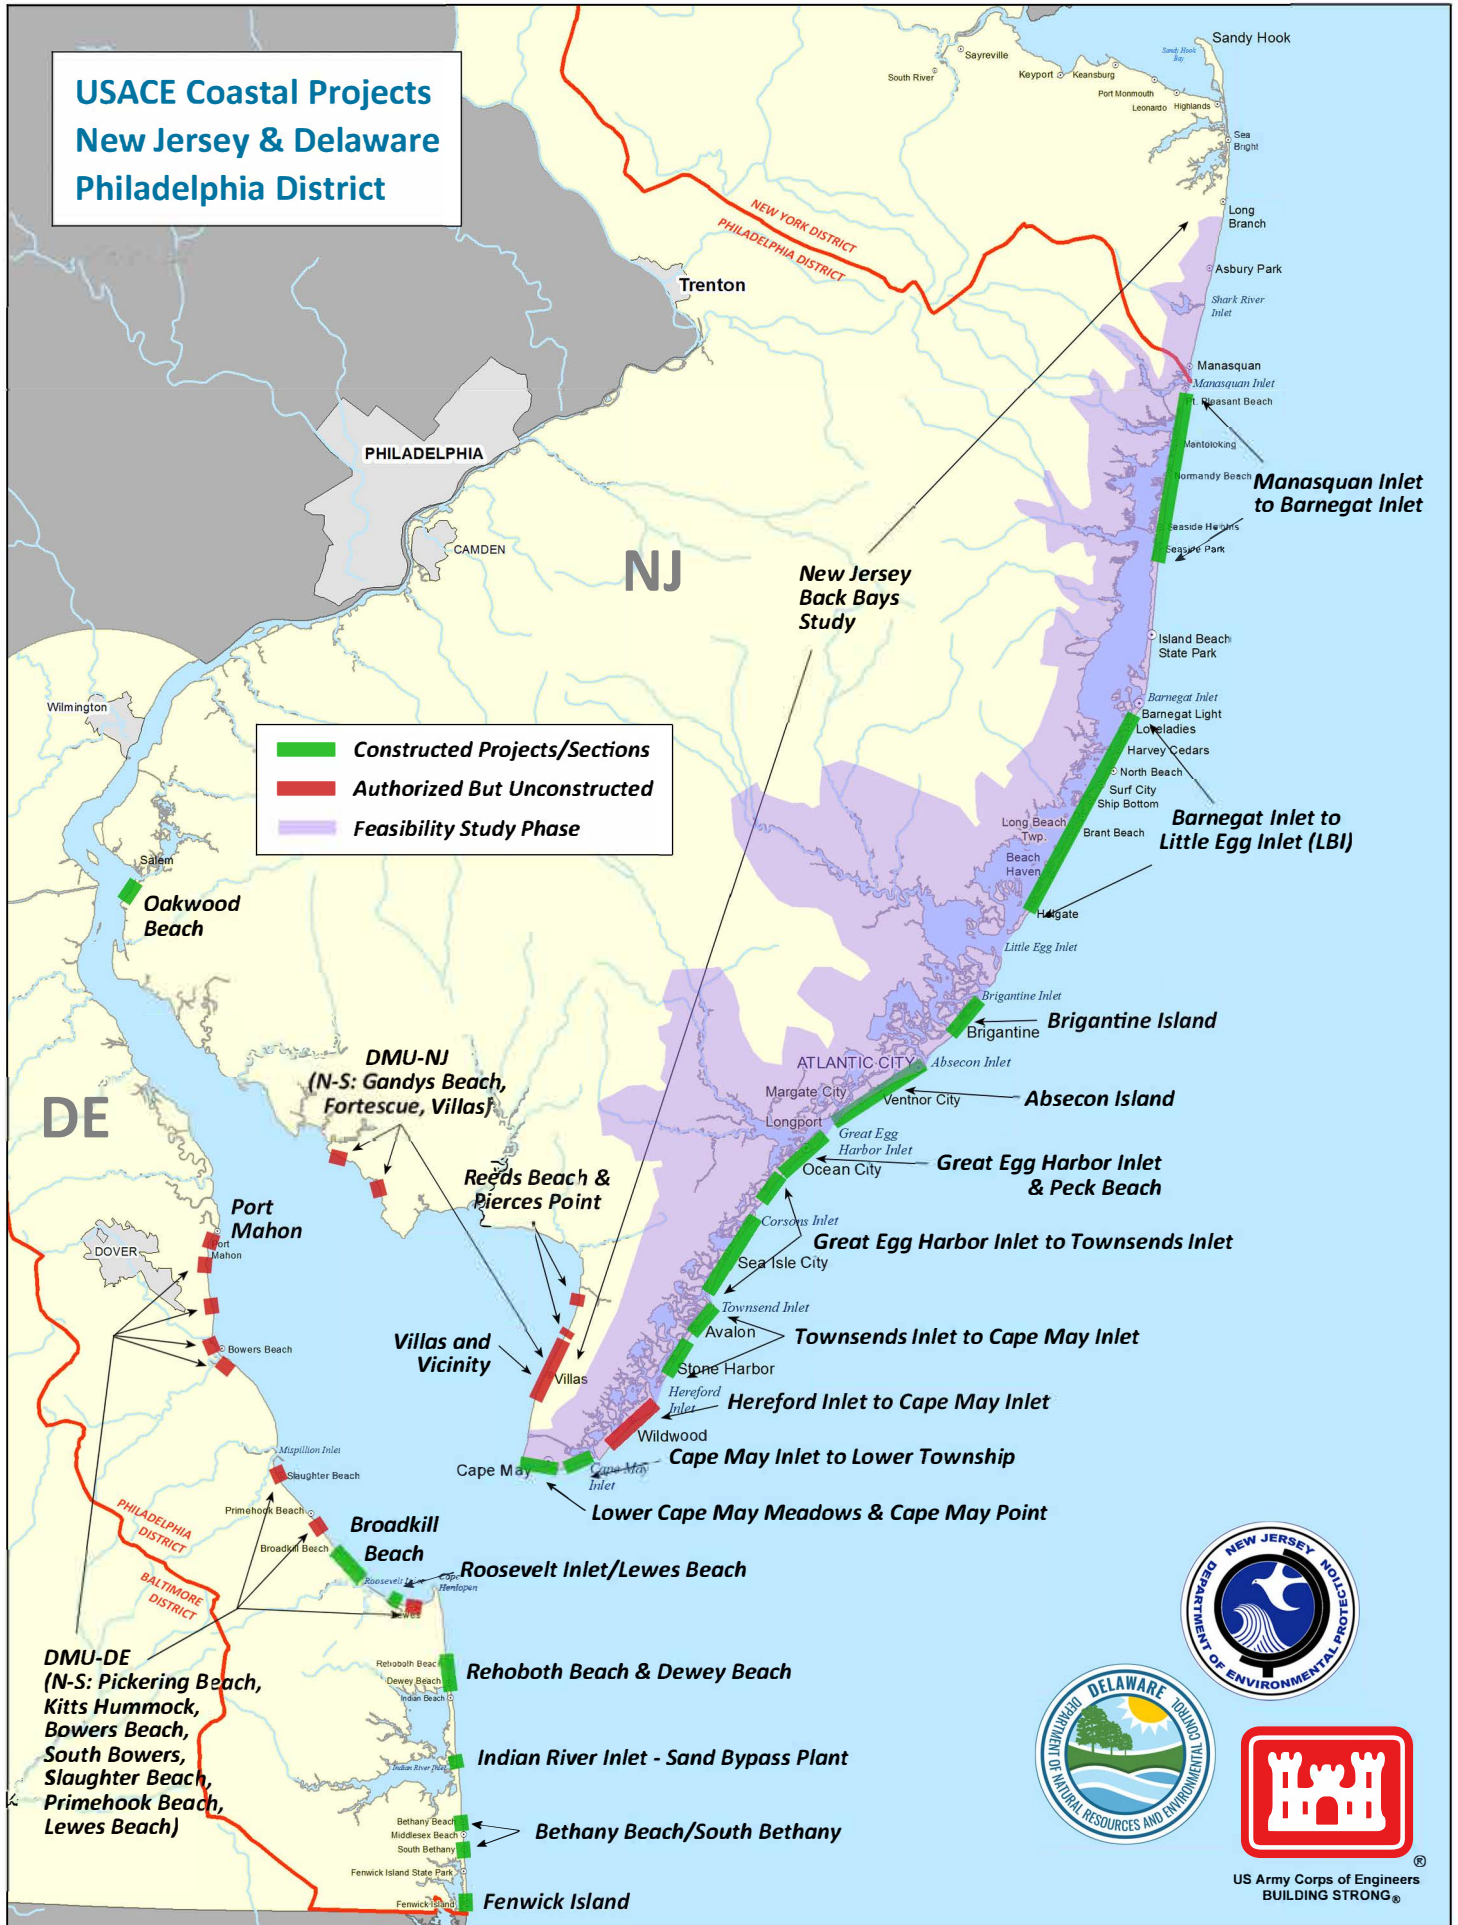 USACE Coastal Projects
New Jersey & Delaware
Philadelphia District
Sandy Hook
Sandy Hook
Bay
Sayreville
South River
Keyport
Keansburg
Port Monmouth
Leonardo
Highlands
Sea
Bright
Long
Branch
NEW YORK DISTRICT
PHILADELPHIA DISTRICT
Asbury Park
Trenton
Shark River
Inlet
Manasquan
Manasquan Inlet
Pt. Pleasant Beach
PHILADELPHIA
Mantoloking
Normandy Beach
Manasquan Inlet
to Barnegat Inlet
Seaside Heights
Seaside Park
CAMDEN
NJ
New Jersey
Back Bays
Study
Island Beach
State Park
Barnegat Inlet
Barnegat Light
Loveladies
Harvey Cedars
North Beach
Surf City
Ship Bottom
Long Beach
Twp.
Brant Beach
Beach
Haven
Barnegat Inlet to
Little Egg Inlet (LBI)
Holgate
Little Egg Inlet
Wilmington
Constructed Projects/Sections
Authorized But Unconstructed
Feasibility Study Phase
Salem
Oakwood
Beach
Brigantine Inlet
Brigantine
Brigantine Island
ATLANTIC CITY
Absecon Inlet
Margate City
Ventnor City
Absecon Island
Longport
Great Egg
Harbor Inlet
Ocean City
Great Egg Harbor Inlet
& Peck Beach
DMU-NJ
(N-S: Gandys Beach,
Fortescue, Villas)
DE
Reeds Beach &
Pierces Point
Port
Mahon
Port
Mahon
DOVER
Corsons Inlet
Great Egg Harbor Inlet to Townsends Inlet
Sea Isle City
Townsend Inlet
Avalon
Townsends Inlet to Cape May Inlet
Stone Harbor
Villas and
Vicinity
Villas
Bowers Beach
Hereford
Inlet
Hereford Inlet to Cape May Inlet
Wildwood
Cape May Inlet to Lower Township
Cape May
Cape May
Inlet
Lower Cape May Meadows & Cape May Point
Mispillion Inlet
Slaughter Beach
PHILADELPHIA
DISTRICT
Primehook Beach
Broadkill
Beach
Broadkill Beach
BALTIMORE
DISTRICT
Roosevelt Inlet
Cape
Henlopen
Roosevelt Inlet/Lewes Beach
Lewes
DMU-DE
(N-S: Pickering Beach,
Kitts Hummock,
Bowers Beach,
South Bowers,
Slaughter Beach,
Primehook Beach,
Lewes Beach)
Rehoboth Beach
Dewey Beach
Indian Beach
Rehoboth Beach & Dewey Beach
Indian River Inlet
Indian River Inlet - Sand Bypass Plant
Bethany Beach
Middlesex Beach
South Bethany
Bethany Beach/South Bethany
Fenwick Island State Park
Fenwick Island
Fenwick Island
NEW JERSEY
DEPARTMENT OF ENVIRONMENTAL PROTECTION
DELAWARE
DEPARTMENT OF NATURAL RESOURCES AND ENVIRONMENTAL CONTROL
®
US Army Corps of Engineers
BUILDING STRONG®